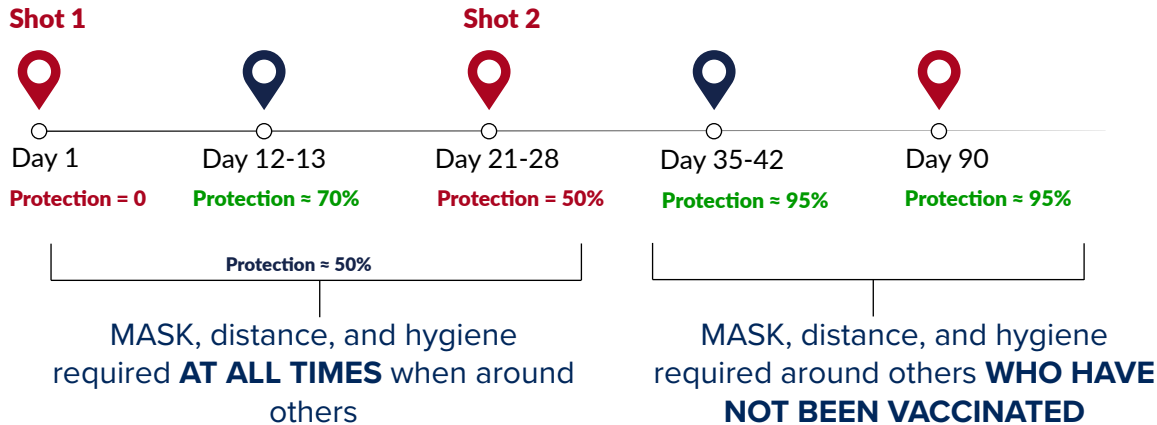 Shot 1
Shot 2
Day 1
Day 12-13
Day 21-28
Day 35-42
Day 90
Protection = 0
Protection ≈ 70%
Protection = 50%
Protection ≈ 95%
Protection ≈ 95%
Protection ≈ 50%
MASK, distance, and hygiene
required AT ALL TIMES when around
others
MASK, distance, and hygiene
required around others WHO HAVE
NOT BEEN VACCINATED